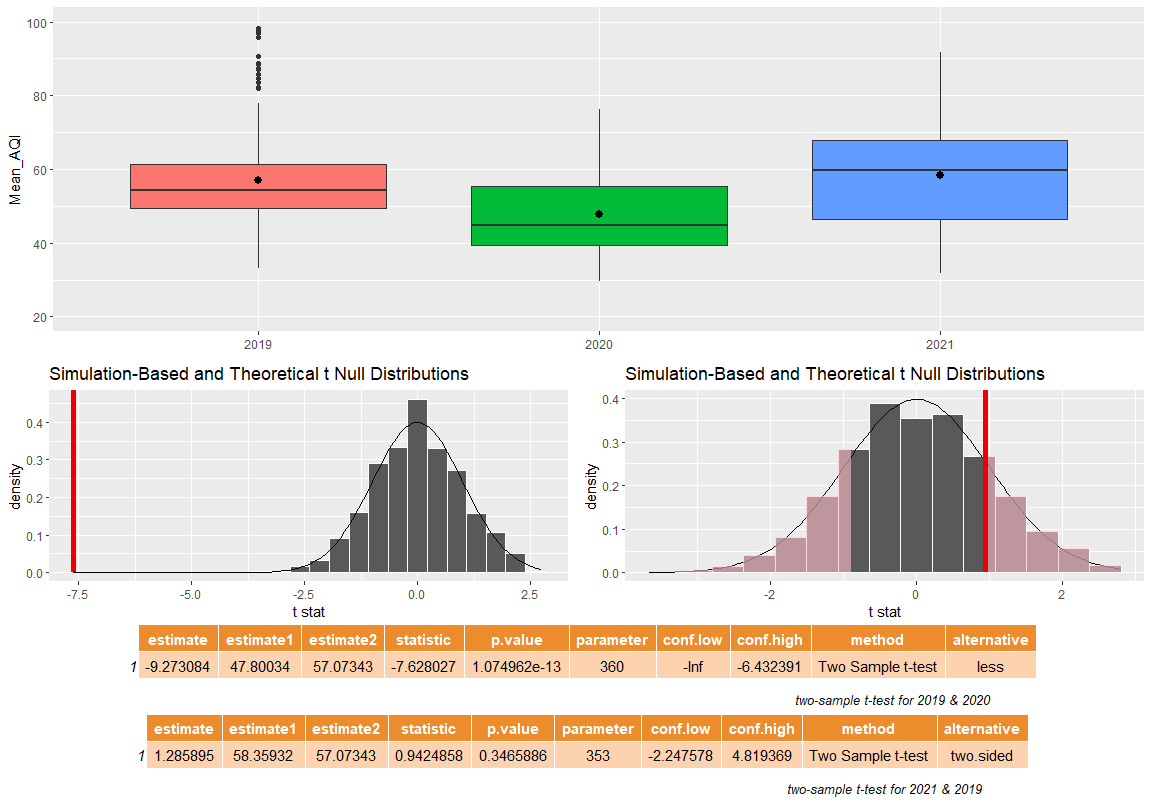 100
80
60
40
20
Mean_AQI
2019 2020 2021
Simulation-Based and Theoretical t Null Distributions
0.4
0.3
0.2
0.1
0.0
density
-7.5 -5.0 -2.5 0.0 2.5
t stat
Simulation-Based and Theoretical t Null Distributions
0.4
0.3
0.2
0.1
0.0
density
-2 0 2
t stat
estimate estimate1 estimate2 statistic p.value parameter conf.low conf.high method alternative
1 -9.273084 47.80034 57.07343 -7.628027 1.074962e-13 360 -Inf -6.432391 Two Sample t-test less
two-sample t-test for 2019 & 2020
estimate estimate1 estimate2 statistic p.value parameter conf.low conf.high method alternative
1 1.285895 58.35932 57.07343 0.9424858 0.3465886 353 -2.247578 4.819369 Two Sample t-test two.sided
two-sample t-test for 2021 & 2019